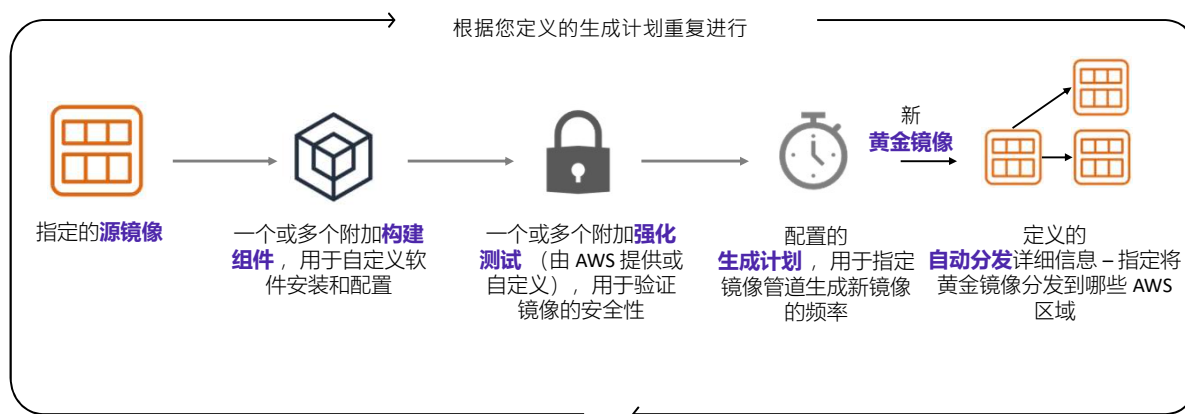 根据您定义的生成计划重复进行
新
黄金镜像
指定的源镜像
一个或多个附加构建
组件，用于自定义软
件安装和配置
一个或多个附加强化
测试（由 AWS 提供或
自定义），用于验证
镜像的安全性
配置的
生成计划，用于指定
镜像管道生成新镜像
的频率
定义的
自动分发详细信息 – 指定将
黄金镜像分发到哪些 AWS
区域